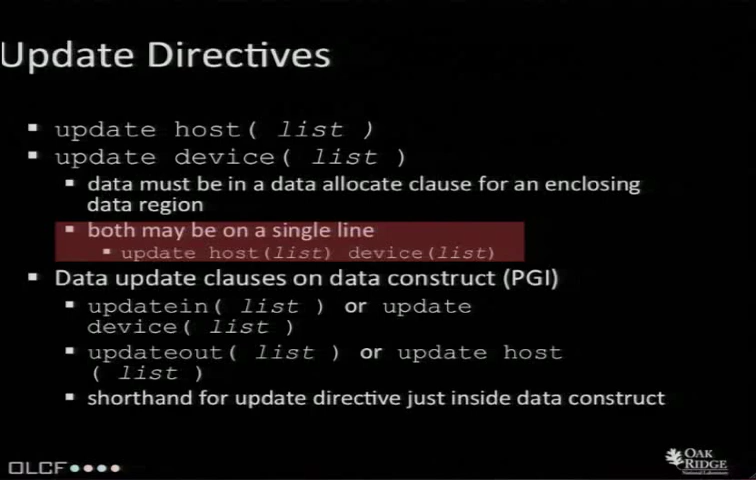 Update Directives
update host( list )
update device( list )
data must be in a data allocate clause for an enclosing
data region
both may be on a single line
update host(list) device(list)
Data update clauses on data construct (PGI)
updatein( list ) or update
device( list )
updateout( list ) or update host
( list )
shorthand for update directive just inside data construct
OLCF
OAK
RIDGE
National Laboratory